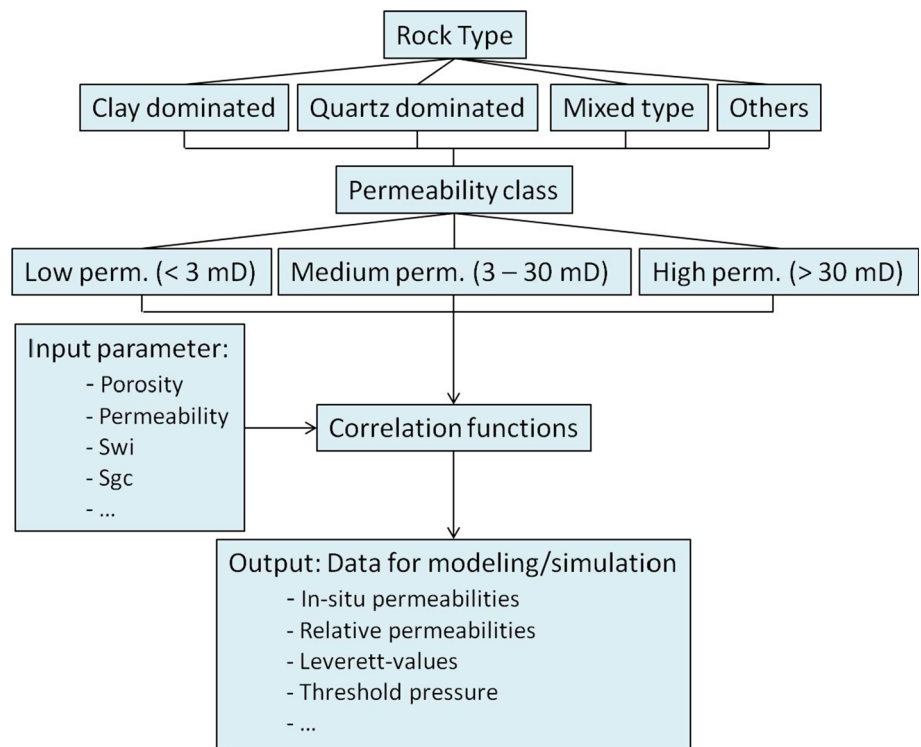 Rock Type
Clay dominated
Quartz dominated
Mixed type
Others
Permeability class
Low perm. (< 3 mD)
Medium perm. (3 – 30 mD)
High perm. (> 30 mD)
Input parameter:
- Porosity
- Permeability
- Swi
- Sgc
- ...
Correlation functions
Output: Data for modeling/simulation
- In-situ permeabilities
- Relative permeabilities
- Leverett-values
- Threshold pressure
- ...